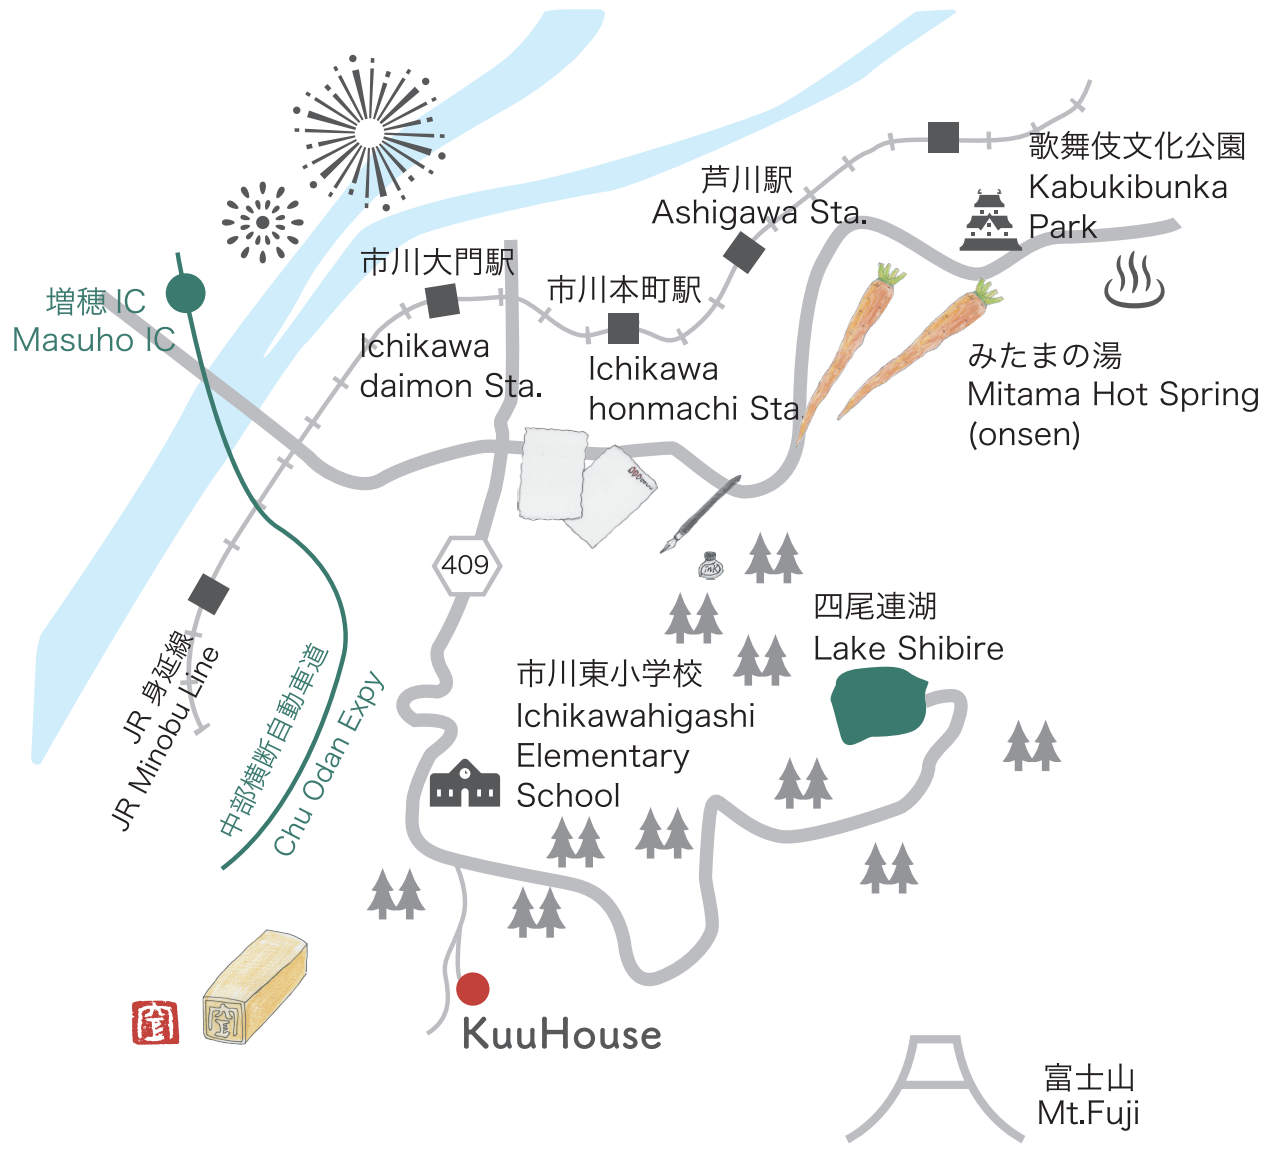 歌舞伎文化公園
Kabukibunka
Park
芦川駅
Ashigawa Sta.
市川大門駅
Ichikawa
daimon Sta.
市川本町駅
Ichikawa
honmachi Sta.
増穂 IC
Masuho IC
みたまの湯
Mitama Hot Spring
(onsen)
409
ink
四尾連湖
Lake Shibire
市川東小学校
Ichikawahigashi
Elementary
School
JR 身延線
JR Minobu Line
中部横断自動車道
Chu Odan Expy
KuuHouse
富士山
Mt.Fuji